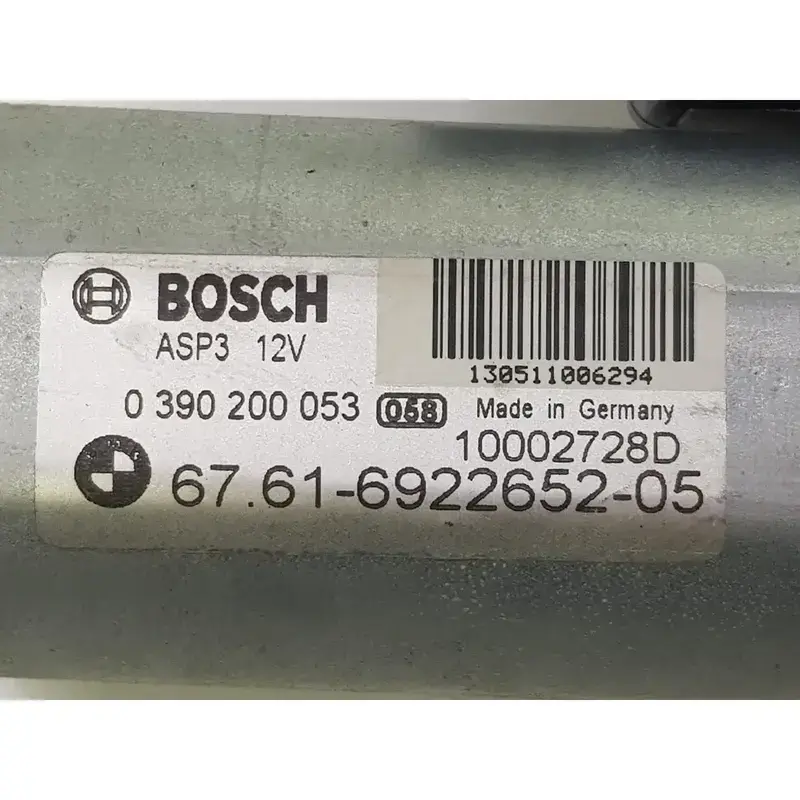 BOSCH
ASP3 12V
130511006294
0 390 200 053 058 Made in Germany
10002728D
67.61-6922652-05